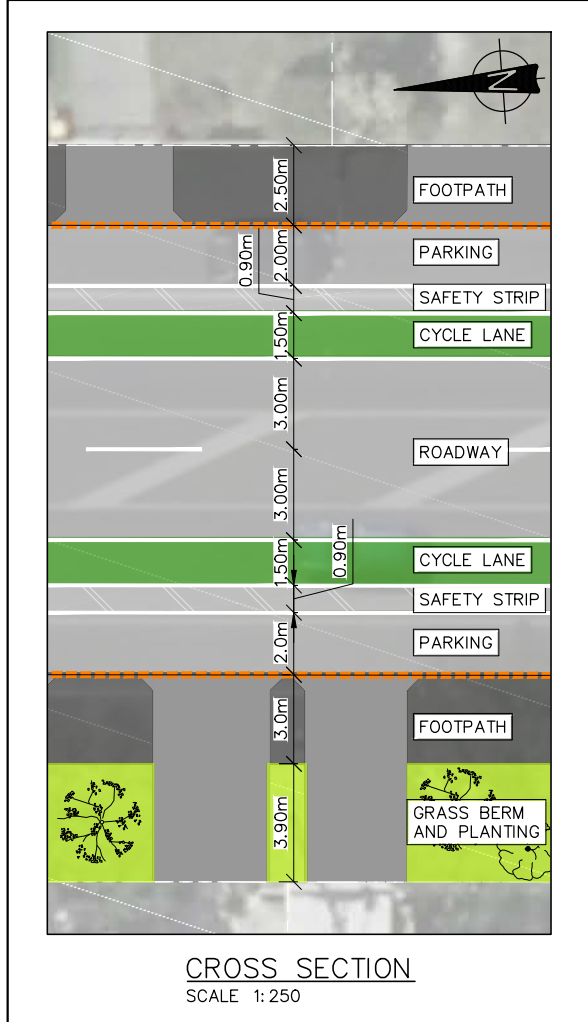 N
2.50m
FOOTPATH
2.00m
PARKING
0.90m
SAFETY STRIP
1.50m
CYCLE LANE
3.00m
ROADWAY
3.00m
1.50m
CYCLE LANE
0.90m
SAFETY STRIP
2.0m
PARKING
3.0m
FOOTPATH
3.90m
GRASS BERM
AND PLANTING
CROSS SECTION
SCALE 1:250